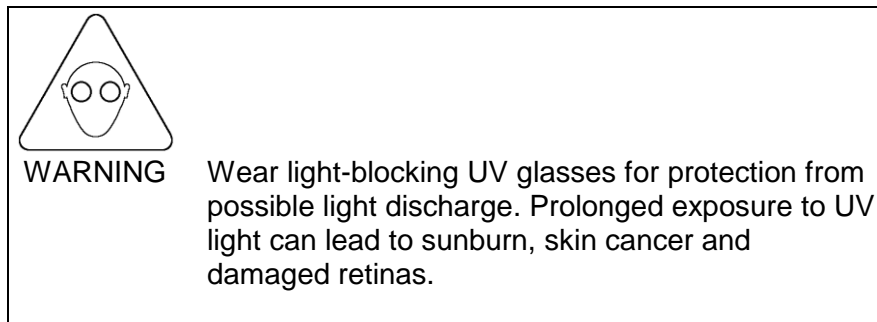 WARNING Wear light-blocking UV glasses for protection from
possible light discharge. Prolonged exposure to UV
light can lead to sunburn, skin cancer and
damaged retinas.